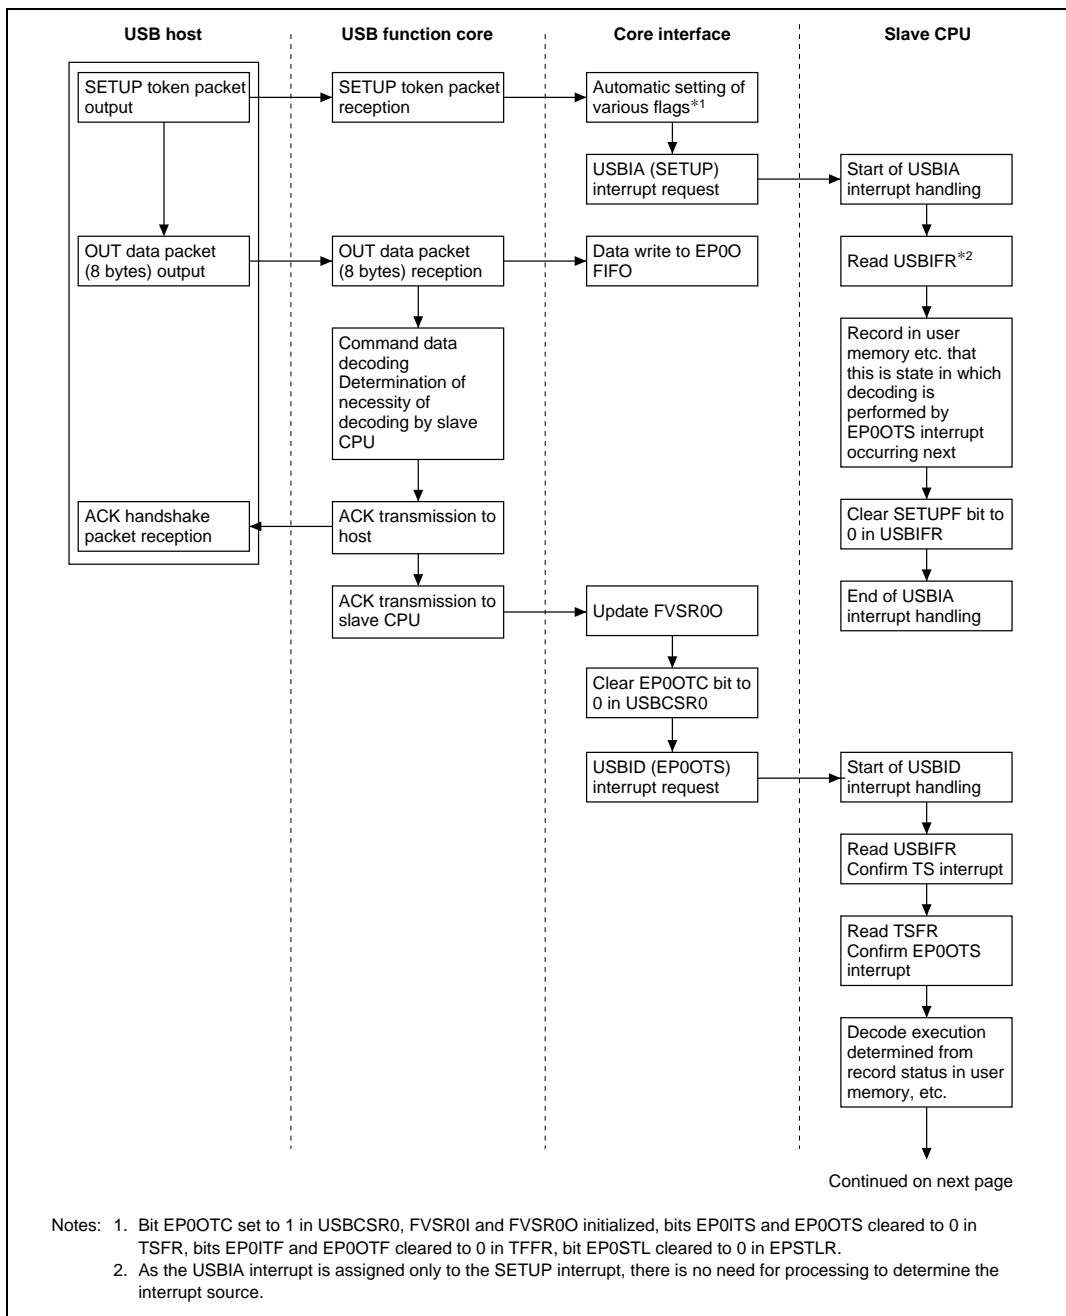 USB host
USB function core
Core interface
Slave CPU
SETUP token packet
output
SETUP token packet
reception
Automatic setting of
various flags*1
USBIA (SETUP)
interrupt request
Start of USBIA
interrupt handling
OUT data packet
(8 bytes) output
OUT data packet
(8 bytes) reception
Data write to EP0O
FIFO
Read USBIFR*2
Command data
decoding
Determination of
necessity of
decoding by slave
CPU
Record in user
memory etc. that
this is state in which
decoding is
performed by
EP0OTS interrupt
occurring next
ACK handshake
packet reception
ACK transmission to
host
Clear SETUPF bit to
0 in USBIFR
ACK transmission to
slave CPU
Update FVSR0O
End of USBIA
interrupt handling
Clear EP0OTC bit to
0 in USBCSR0
USBID (EP0OTS)
interrupt request
Start of USBID
interrupt handling
Read USBIFR
Confirm TS interrupt
Read TSFR
Confirm EP0OTS
interrupt
Decode execution
determined from
record status in user
memory, etc.
Continued on next page
Notes: 1. Bit EP0OTC set to 1 in USBCSR0, FVSR0I and FVSR0O initialized, bits EP0ITS and EP0OTS cleared to 0 in
TSFR, bits EP0ITF and EP0OTF cleared to 0 in TFFR, bit EP0STL cleared to 0 in EPSTLR.
2. As the USBIA interrupt is assigned only to the SETUP interrupt, there is no need for processing to determine the
interrupt source.